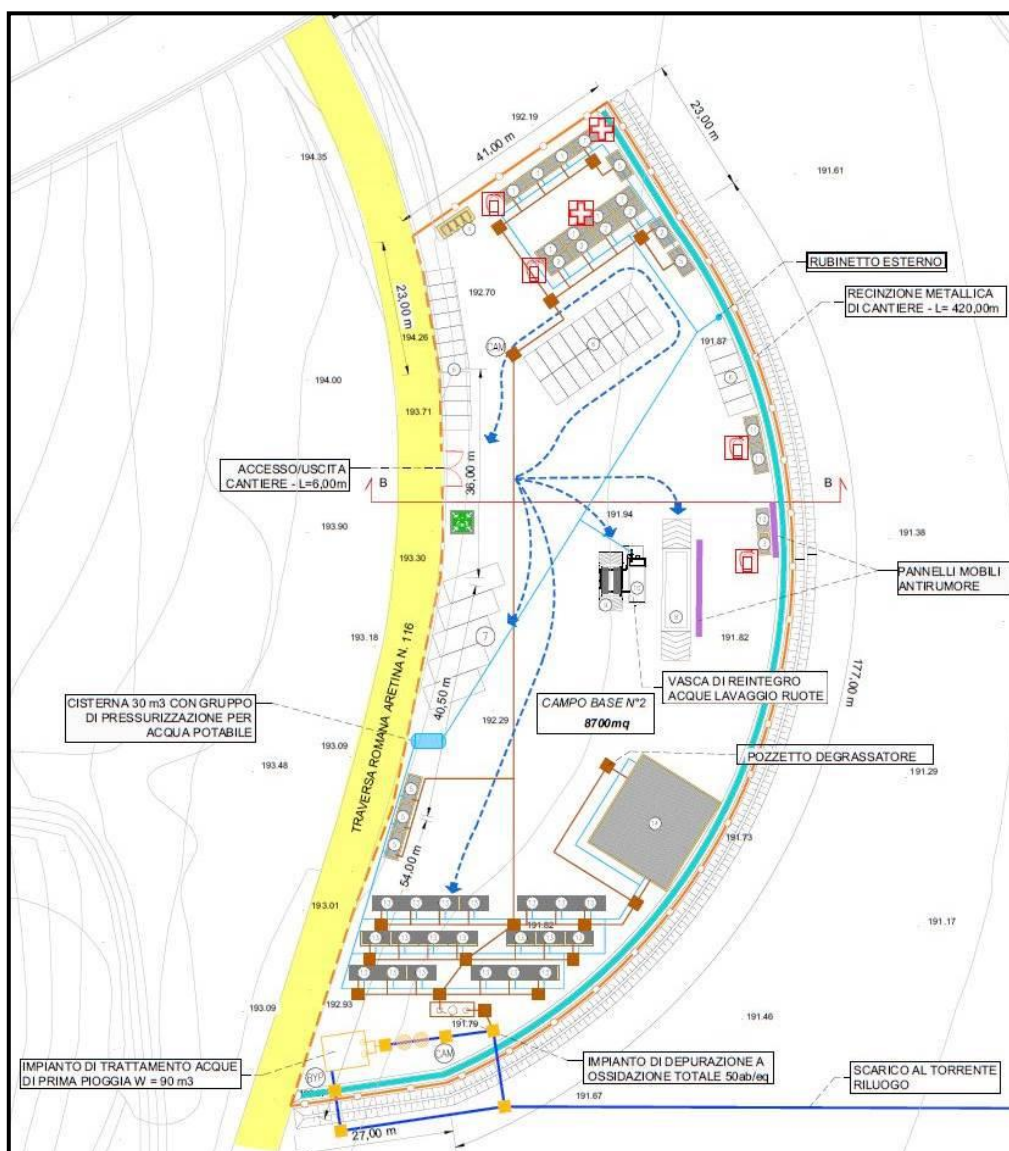 192.19
23,00 m
41,00 m
194.35
191.61
RUBINETTO ESTERNO
192.70
23,00 m
RECINZIONE METALLICA
DI CANTIERE - L= 420,00m
194.26
191.87
CAM
194.00
193.71
ACCESSO/USCITA
CANTIERE - L=6,00m
36,00 m
B
B
191.94
193.90
191.38
193.30
PANNELLI MOBILI
ANTIRUMORE
193.18
7
191.82
TRAVERSA ROMANA ARETINA N. 116
VASCA DI REINTEGRO
ACQUE LAVAGGIO RUOTE
177,00 m
CISTERNA 30 m3 CON GRUPPO
DI PRESSURIZZAZIONE PER
ACQUA POTABILE
40,50 m
CAMPO BASE N°2
8700mq
192.29
193.09
POZZETTO DEGRASSATORE
193.48
191.29
191.73
54,00 m
193.01
191.17
191.82
192.93
193.09
191.46
191.79
CAM
IMPIANTO DI TRATTAMENTO ACQUE
DI PRIMA PIOGGIA W = 90 m3
BYP
IMPIANTO DI DEPURAZIONE A
OSSIDAZIONE TOTALE 50ab/eq
SCARICO AL TORRENTE
RILUOGO
191.67
27,00 m